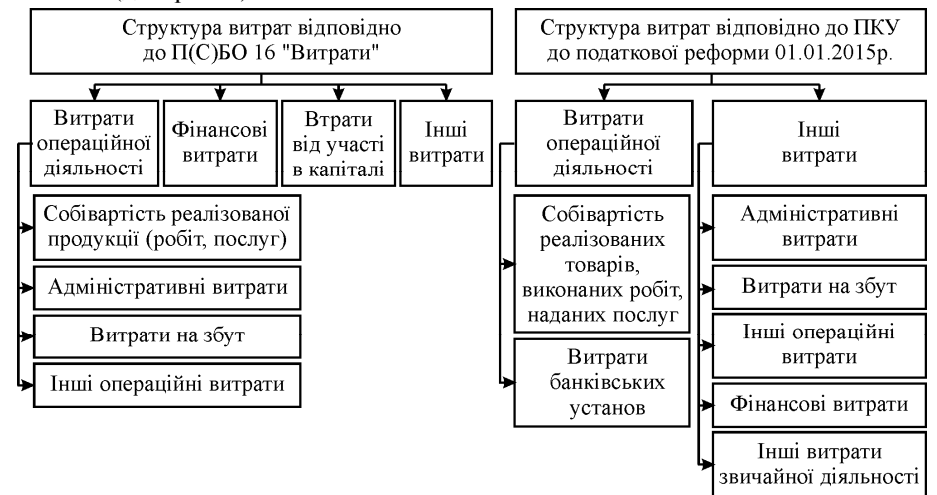 Структура витрат відповідно
до П(С)БО 16 "Витрати"
Витрати
операційної
діяльності
Фінансові
витрати
Втрати
від участі
в капіталі
Інші
витрати
Собівартість реалізованої
продукції (робіт, послуг)
Адміністративні витрати
Витрати на збут
Інші операційні витрати
Структура витрат відповідно до ПКУ
до податкової реформи 01.01.2015р.
Витрати
операційної
діяльності
Інші
витрати
Собівартість
реалізованих
товарів,
виконаних робіт,
наданих послуг
Витрати
банківських
установ
Адміністративні
витрати
Витрати на збут
Інші операційні
витрати
Фінансові витрати
Інші витрати
звичайної діяльності